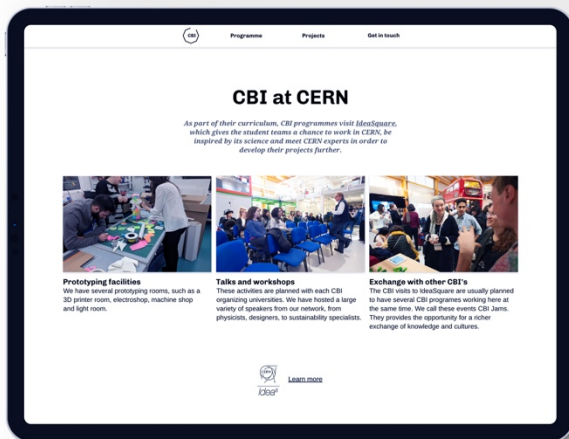 CBI
Programme
Projects
Get in touch
CBI at CERN
As part of their curriculum, CBI programmes visit IdeaSquare,
which gives the student teams a chance to work in CERN, be
inspired by its science and meet CERN experts in order to
develop their projects further.
Prototyping facilities
We have several prototyping rooms, such as a
3D printer room, electroshop, machine shop
and light room.
Talks and workshops
These activities are planned with each CBI
organizing universities. We have hosted a large
variety of speakers from our network, from
physicists, designers, to sustainability specialists.
Exchange with other CBI's
The CBI visits to IdeaSquare are usually planned
to have several CBI programes working here at
the same time. We call these events CBI Jams.
They provides the opportunity for a richer
exchange of knowledge and cultures.
CERN
Idea²
Learn more